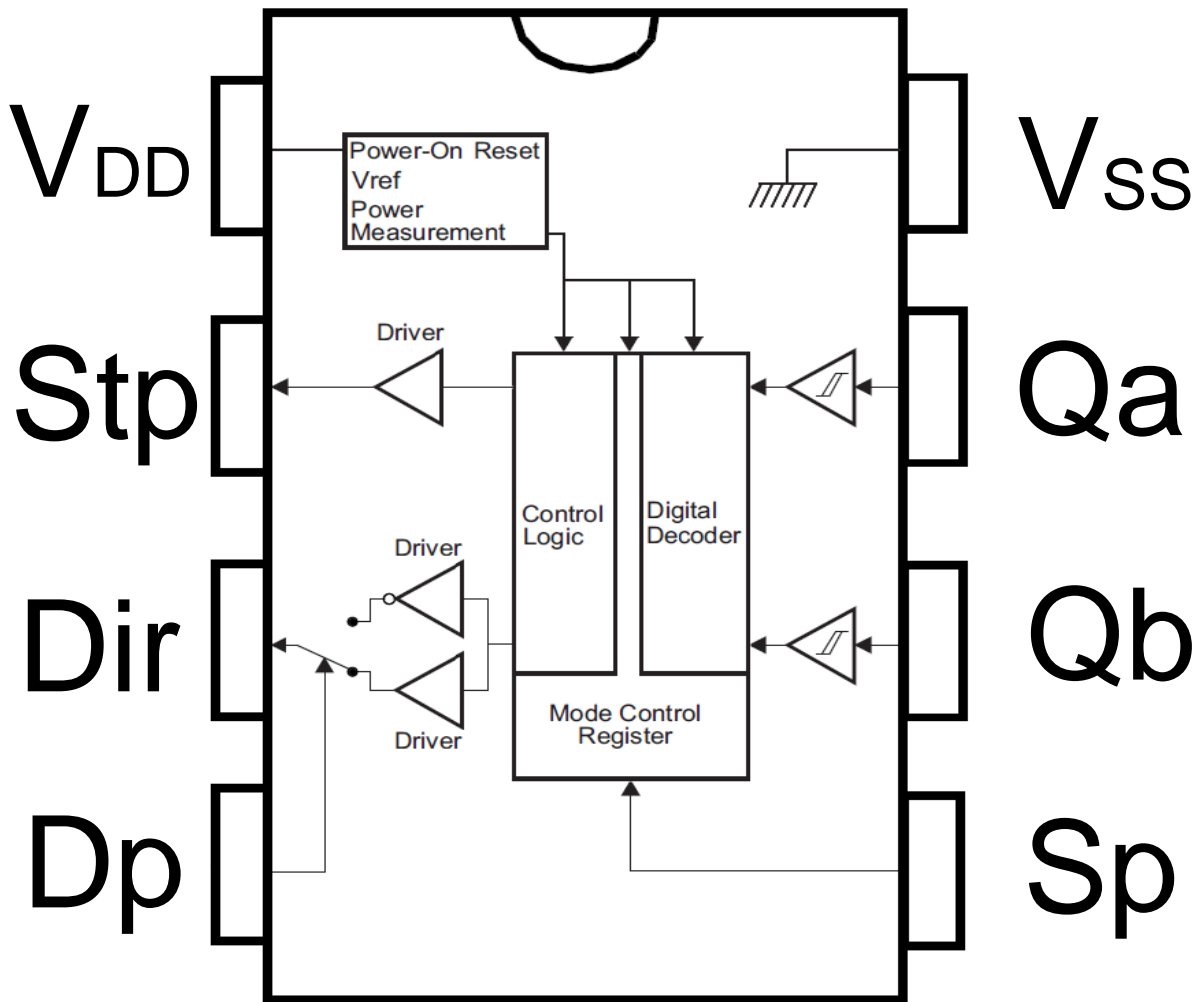 VDD
Stp
Dir
Dp
Power-On Reset
Vref
Power
Measurement
Driver
Driver
Driver
Control
Logic
Digital
Decoder
Mode Control
Register
VSS
Qa
Qb
Sp